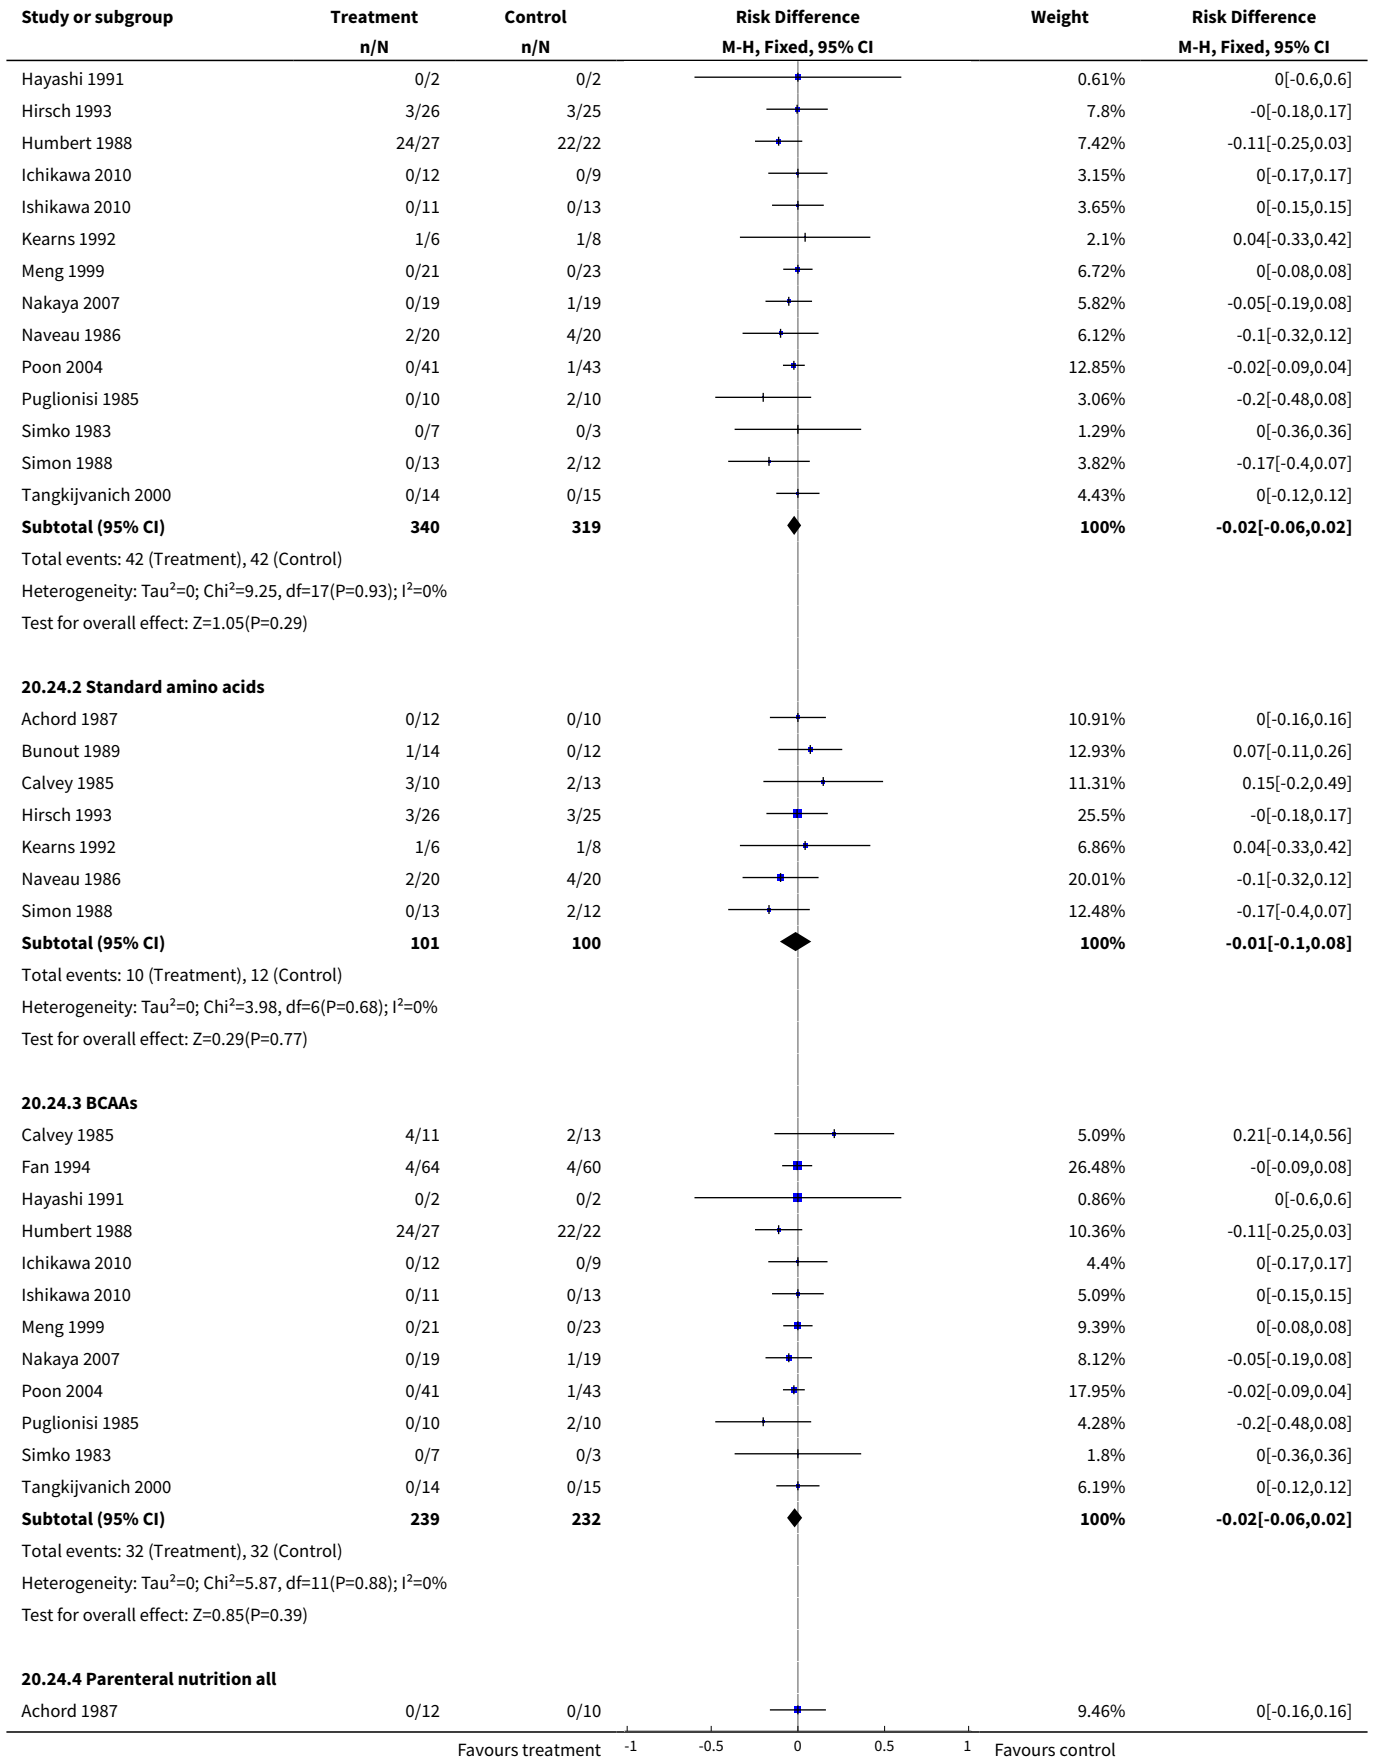 Study or subgroup Treatment Control Risk Difference Weight Risk Difference
n/N n/N M-H, Fixed, 95% CI M-H, Fixed, 95% CI
Hayashi 1991 0/2 0/2 0.61% 0[-0.6,0.6]
Hirsch 1993 3/26 3/25 7.8% -0[-0.18,0.17]
Humbert 1988 24/27 22/22 7.42% -0.11[-0.25,0.03]
Ichikawa 2010 0/12 0/9 3.15% 0[-0.17,0.17]
Ishikawa 2010 0/11 0/13 3.65% 0[-0.15,0.15]
Kearns 1992 1/6 1/8 2.1% 0.04[-0.33,0.42]
Meng 1999 0/21 0/23 6.72% 0[-0.08,0.08]
Nakaya 2007 0/19 1/19 5.82% -0.05[-0.19,0.08]
Naveau 1986 2/20 4/20 6.12% -0.1[-0.32,0.12]
Poon 2004 0/41 1/43 12.85% -0.02[-0.09,0.04]
Puglionisi 1985 0/10 2/10 3.06% -0.2[-0.48,0.08]
Simko 1983 0/7 0/3 1.29% 0[-0.36,0.36]
Simon 1988 0/13 2/12 3.82% -0.17[-0.4,0.07]
Tangkijvanich 2000 0/14 0/15 4.43% 0[-0.12,0.12]
Subtotal (95% CI) 340 319 100% -0.02[-0.06,0.02]
Total events: 42 (Treatment), 42 (Control)
Heterogeneity: Tau²=0; Chi²=9.25, df=17(P=0.93); I²=0%
Test for overall effect: Z=1.05(P=0.29)
20.24.2 Standard amino acids
Achord 1987 0/12 0/10 10.91% 0[-0.16,0.16]
Bunout 1989 1/14 0/12 12.93% 0.07[-0.11,0.26]
Calvey 1985 3/10 2/13 11.31% 0.15[-0.2,0.49]
Hirsch 1993 3/26 3/25 25.5% -0[-0.18,0.17]
Kearns 1992 1/6 1/8 6.86% 0.04[-0.33,0.42]
Naveau 1986 2/20 4/20 20.01% -0.1[-0.32,0.12]
Simon 1988 0/13 2/12 12.48% -0.17[-0.4,0.07]
Subtotal (95% CI) 101 100 100% -0.01[-0.1,0.08]
Total events: 10 (Treatment), 12 (Control)
Heterogeneity: Tau²=0; Chi²=3.98, df=6(P=0.68); I²=0%
Test for overall effect: Z=0.29(P=0.77)
20.24.3 BCAAs
Calvey 1985 4/11 2/13 5.09% 0.21[-0.14,0.56]
Fan 1994 4/64 4/60 26.48% -0[-0.09,0.08]
Hayashi 1991 0/2 0/2 0.86% 0[-0.6,0.6]
Humbert 1988 24/27 22/22 10.36% -0.11[-0.25,0.03]
Ichikawa 2010 0/12 0/9 4.4% 0[-0.17,0.17]
Ishikawa 2010 0/11 0/13 5.09% 0[-0.15,0.15]
Meng 1999 0/21 0/23 9.39% 0[-0.08,0.08]
Nakaya 2007 0/19 1/19 8.12% -0.05[-0.19,0.08]
Poon 2004 0/41 1/43 17.95% -0.02[-0.09,0.04]
Puglionisi 1985 0/10 2/10 4.28% -0.2[-0.48,0.08]
Simko 1983 0/7 0/3 1.8% 0[-0.36,0.36]
Tangkijvanich 2000 0/14 0/15 6.19% 0[-0.12,0.12]
Subtotal (95% CI) 239 232 100% -0.02[-0.06,0.02]
Total events: 32 (Treatment), 32 (Control)
Heterogeneity: Tau²=0; Chi²=5.87, df=11(P=0.88); I²=0%
Test for overall effect: Z=0.85(P=0.39)
20.24.4 Parenteral nutrition all
Achord 1987 0/12 0/10 9.46% 0[-0.16,0.16]
Favours treatment -1 -0.5 0 0.5 1 Favours control